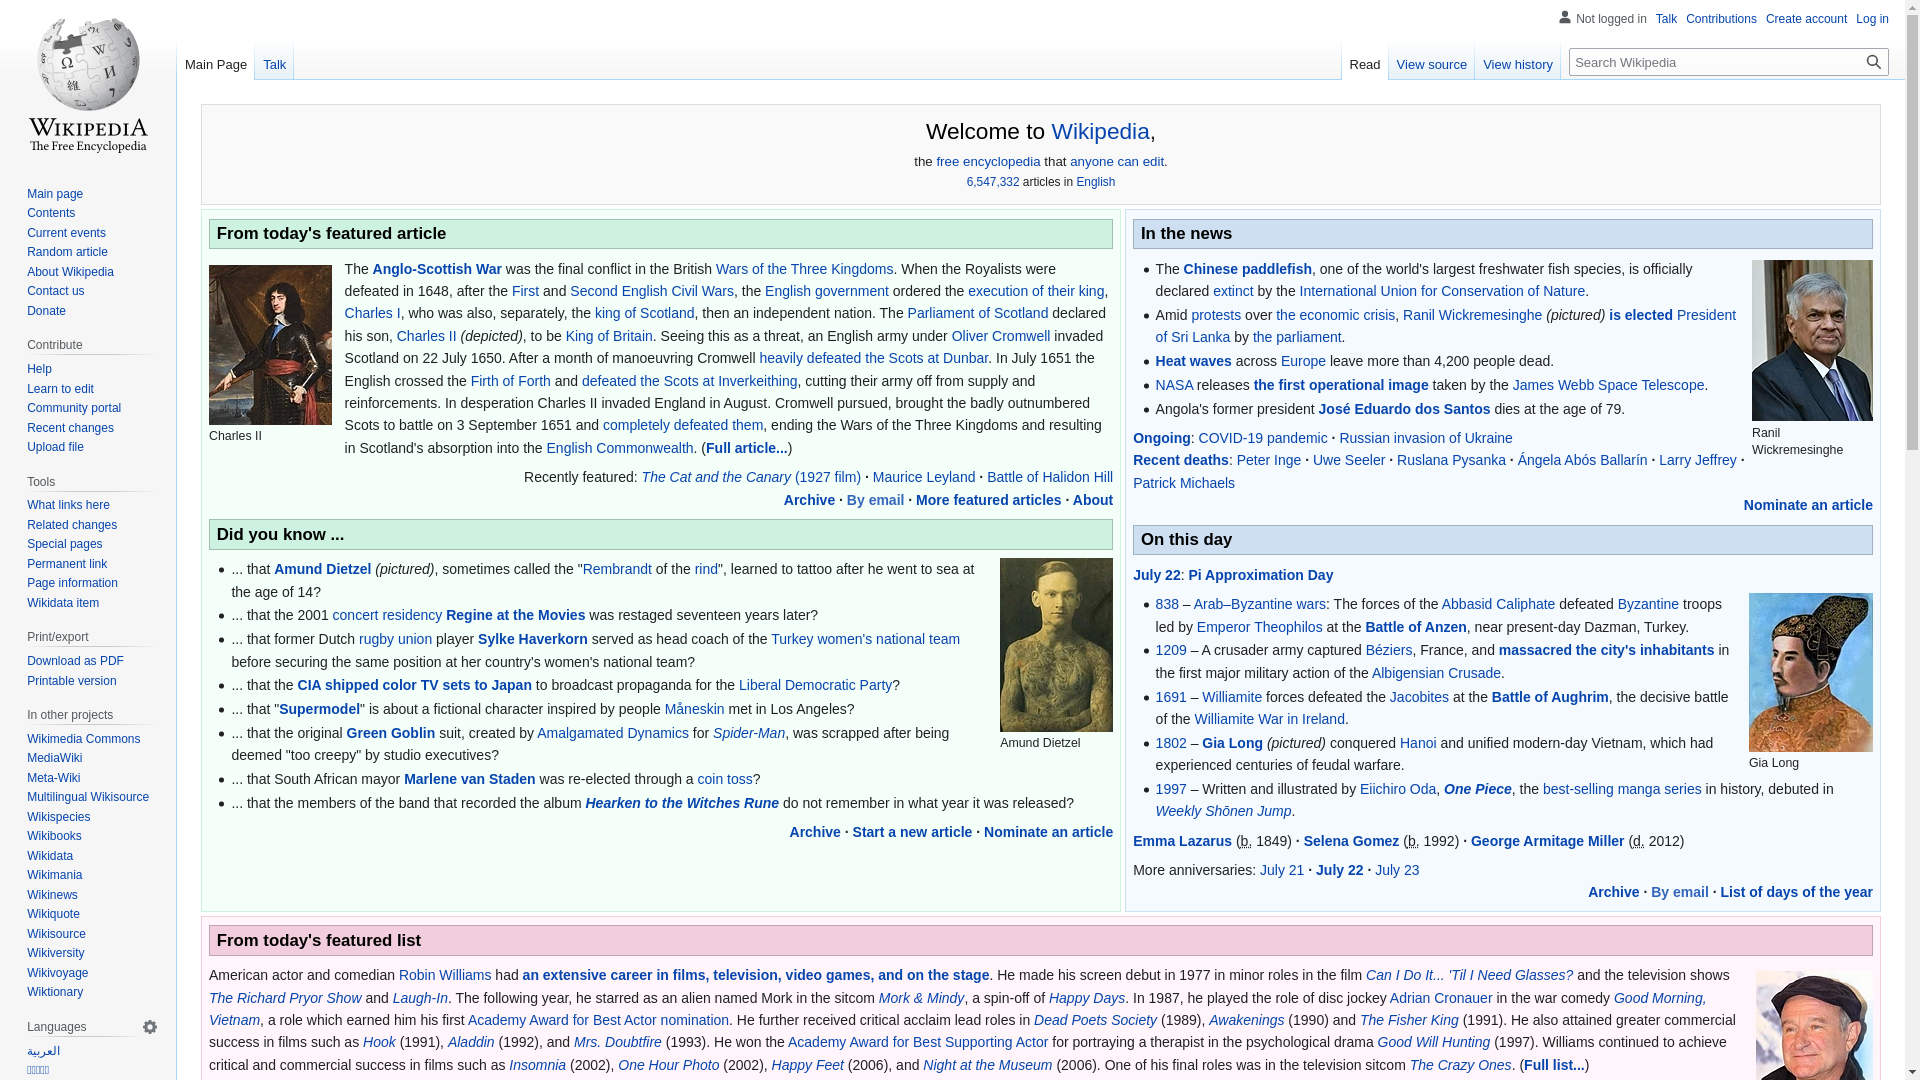 Not logged in Talk Contributions Create account Log in
Main Page Talk Read View source View history Search Wikipedia
WIKIPEDIA
The Free Encyclopedia
Main page
Contents
Current events
Random article
About Wikipedia
Contact us
Donate
Contribute
Help
Learn to edit
Community portal
Recent changes
Upload file
Tools
What links here
Related changes
Special pages
Permanent link
Page information
Wikidata item
Print/export
Download as PDF
Printable version
In other projects
Wikimedia Commons
MediaWiki
Meta-Wiki
Multilingual Wikisource
Wikispecies
Wikibooks
Wikidata
Wikimania
Wikinews
Wikiquote
Wikisource
Wikiversity
Wikivoyage
Wiktionary
Languages
العربية
Welcome to Wikipedia,
the free encyclopedia that anyone can edit.
6,547,332 articles in English
From today's featured article
The Anglo-Scottish War was the final conflict in the British Wars of the Three Kingdoms. When the Royalists were
defeated in 1648, after the First and Second English Civil Wars, the English government ordered the execution of their king,
Charles I, who was also, separately, the king of Scotland, then an independent nation. The Parliament of Scotland declared
his son, Charles II (depicted), to be King of Britain. Seeing this as a threat, an English army under Oliver Cromwell invaded
Scotland on 22 July 1650. After a month of manoeuvring Cromwell heavily defeated the Scots at Dunbar. In July 1651 the
English crossed the Firth of Forth and defeated the Scots at Inverkeithing, cutting their army off from supply and
reinforcements. In desperation Charles II invaded England in August. Cromwell pursued, brought the badly outnumbered
Scots to battle on 3 September 1651 and completely defeated them, ending the Wars of the Three Kingdoms and resulting
in Scotland's absorption into the English Commonwealth. (Full article...)
Charles II
Recently featured: The Cat and the Canary (1927 film) · Maurice Leyland · Battle of Halidon Hill
Archive · By email · More featured articles · About
Did you know ...
... that Amund Dietzel (pictured), sometimes called the "Rembrandt of the rind", learned to tattoo after he went to sea at
the age of 14?
... that the 2001 concert residency Regine at the Movies was restaged seventeen years later?
... that former Dutch rugby union player Sylke Haverkorn served as head coach of the Turkey women's national team
before securing the same position at her country's women's national team?
... that the CIA shipped color TV sets to Japan to broadcast propaganda for the Liberal Democratic Party?
... that "Supermodel" is about a fictional character inspired by people Måneskin met in Los Angeles?
... that the original Green Goblin suit, created by Amalgamated Dynamics for Spider-Man, was scrapped after being
deemed "too creepy" by studio executives?
... that South African mayor Marlene van Staden was re-elected through a coin toss?
... that the members of the band that recorded the album Hearken to the Witches Rune do not remember in what year it was released?
Amund Dietzel
Archive · Start a new article · Nominate an article
In the news
The Chinese paddlefish, one of the world's largest freshwater fish species, is officially
declared extinct by the International Union for Conservation of Nature.
Amid protests over the economic crisis, Ranil Wickremesinghe (pictured) is elected President
of Sri Lanka by the parliament.
Heat waves across Europe leave more than 4,200 people dead.
NASA releases the first operational image taken by the James Webb Space Telescope.
Angola's former president José Eduardo dos Santos dies at the age of 79.
Ranil
Wickremesinghe
Ongoing: COVID-19 pandemic · Russian invasion of Ukraine
Recent deaths: Peter Inge · Uwe Seeler · Ruslana Pysanka · Ángela Abós Ballarín · Larry Jeffrey ·
Patrick Michaels
Nominate an article
On this day
July 22: Pi Approximation Day
838 – Arab–Byzantine wars: The forces of the Abbasid Caliphate defeated Byzantine troops
led by Emperor Theophilos at the Battle of Anzen, near present-day Dazman, Turkey.
1209 – A crusader army captured Béziers, France, and massacred the city's inhabitants in
the first major military action of the Albigensian Crusade.
1691 – Williamite forces defeated the Jacobites at the Battle of Aughrim, the decisive battle
of the Williamite War in Ireland.
1802 – Gia Long (pictured) conquered Hanoi and unified modern-day Vietnam, which had
experienced centuries of feudal warfare.
1997 – Written and illustrated by Eiichiro Oda, One Piece, the best-selling manga series in history, debuted in
Weekly Shōnen Jump.
Gia Long
Emma Lazarus (b. 1849) · Selena Gomez (b. 1992) · George Armitage Miller (d. 2012)
More anniversaries: July 21 · July 22 · July 23
Archive · By email · List of days of the year
From today's featured list
American actor and comedian Robin Williams had an extensive career in films, television, video games, and on the stage. He made his screen debut in 1977 in minor roles in the film Can I Do It... 'Til I Need Glasses? and the television shows
The Richard Pryor Show and Laugh-In. The following year, he starred as an alien named Mork in the sitcom Mork & Mindy, a spin-off of Happy Days. In 1987, he played the role of disc jockey Adrian Cronauer in the war comedy Good Morning,
Vietnam, a role which earned him his first Academy Award for Best Actor nomination. He further received critical acclaim lead roles in Dead Poets Society (1989), Awakenings (1990) and The Fisher King (1991). He also attained greater commercial
success in films such as Hook (1991), Aladdin (1992), and Mrs. Doubtfire (1993). He won the Academy Award for Best Supporting Actor for portraying a therapist in the psychological drama Good Will Hunting (1997). Williams continued to achieve
critical and commercial success in films such as Insomnia (2002), One Hour Photo (2002), Happy Feet (2006), and Night at the Museum (2006). One of his final roles was in the television sitcom The Crazy Ones. (Full list...)